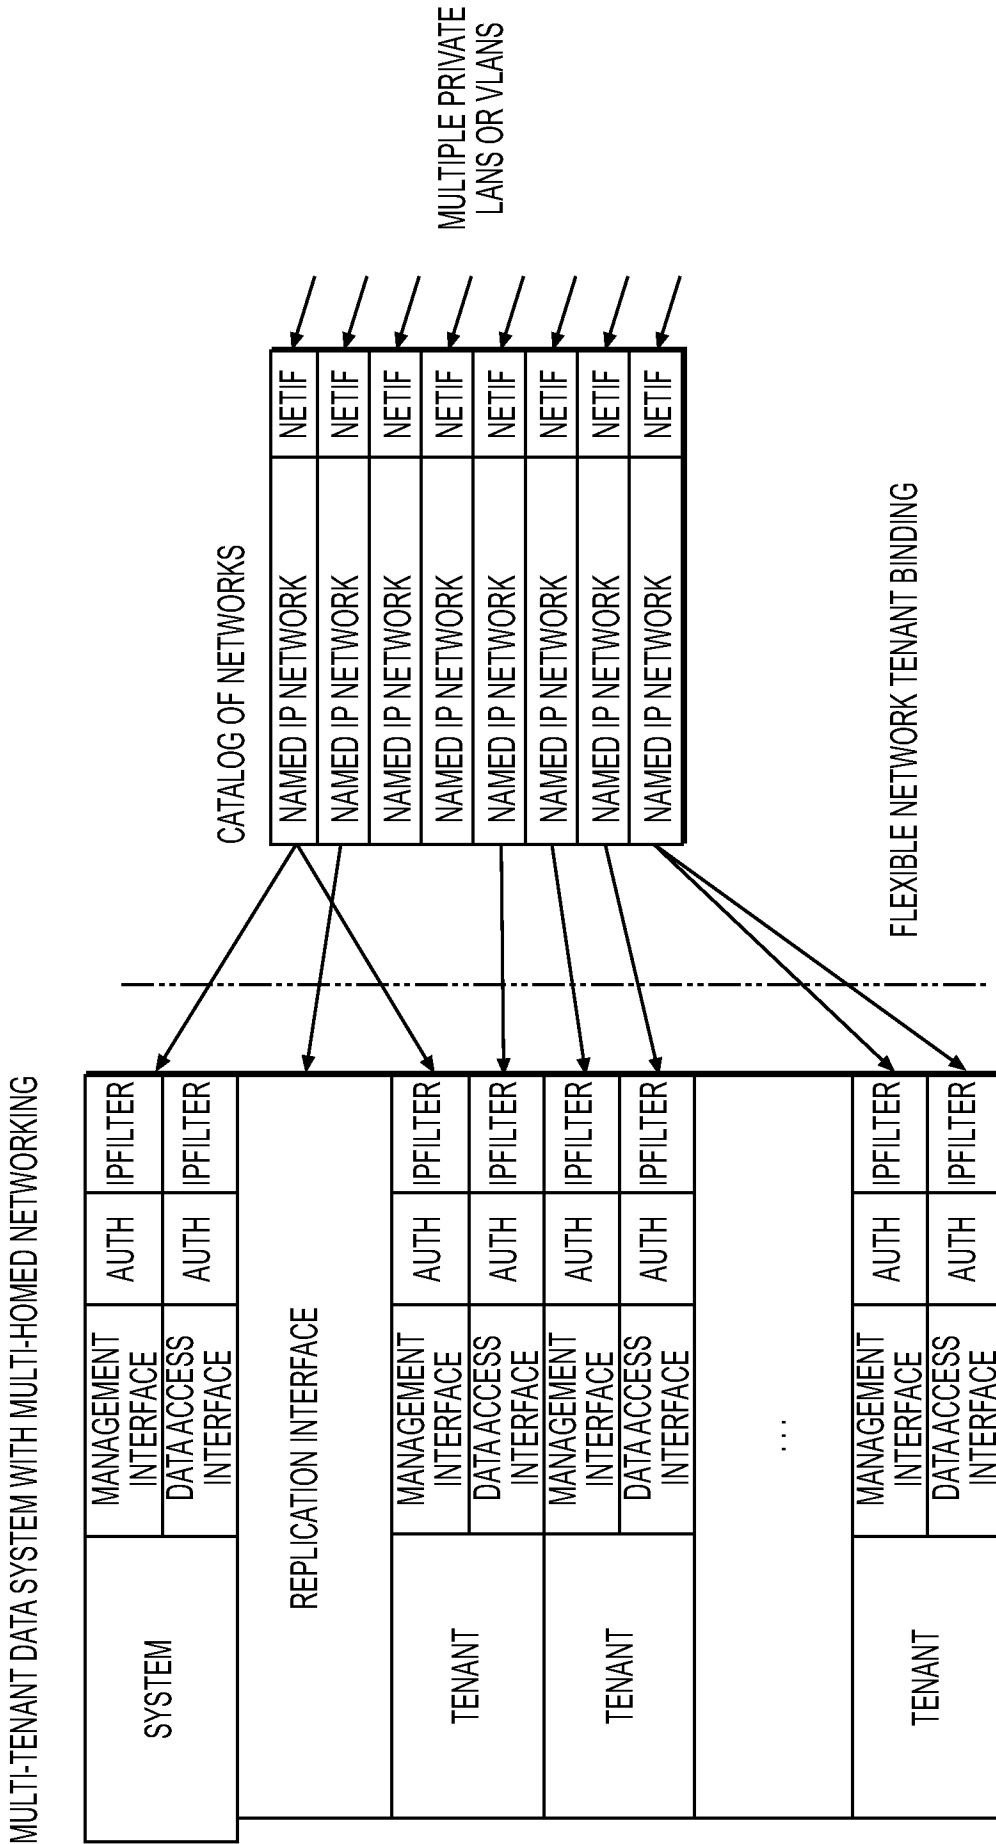 MULTI-TENANT DATA SYSTEM WITH MULTI-HOMED NETWORKING
SYSTEM
MANAGEMENT
INTERFACE
AUTH
IPFILTER
DATA ACCESS
INTERFACE
AUTH
IPFILTER
REPLICATION INTERFACE
TENANT
MANAGEMENT
INTERFACE
AUTH
IPFILTER
DATA ACCESS
INTERFACE
AUTH
IPFILTER
TENANT
MANAGEMENT
INTERFACE
AUTH
IPFILTER
DATA ACCESS
INTERFACE
AUTH
IPFILTER
...
TENANT
MANAGEMENT
INTERFACE
AUTH
IPFILTER
DATA ACCESS
INTERFACE
AUTH
IPFILTER
CATALOG OF NETWORKS
NAMED IP NETWORK
NETIF
NAMED IP NETWORK
NETIF
NAMED IP NETWORK
NETIF
NAMED IP NETWORK
NETIF
NAMED IP NETWORK
NETIF
NAMED IP NETWORK
NETIF
NAMED IP NETWORK
NETIF
NAMED IP NETWORK
NETIF
FLEXIBLE NETWORK TENANT BINDING
MULTIPLE PRIVATE
LANS OR VLANS